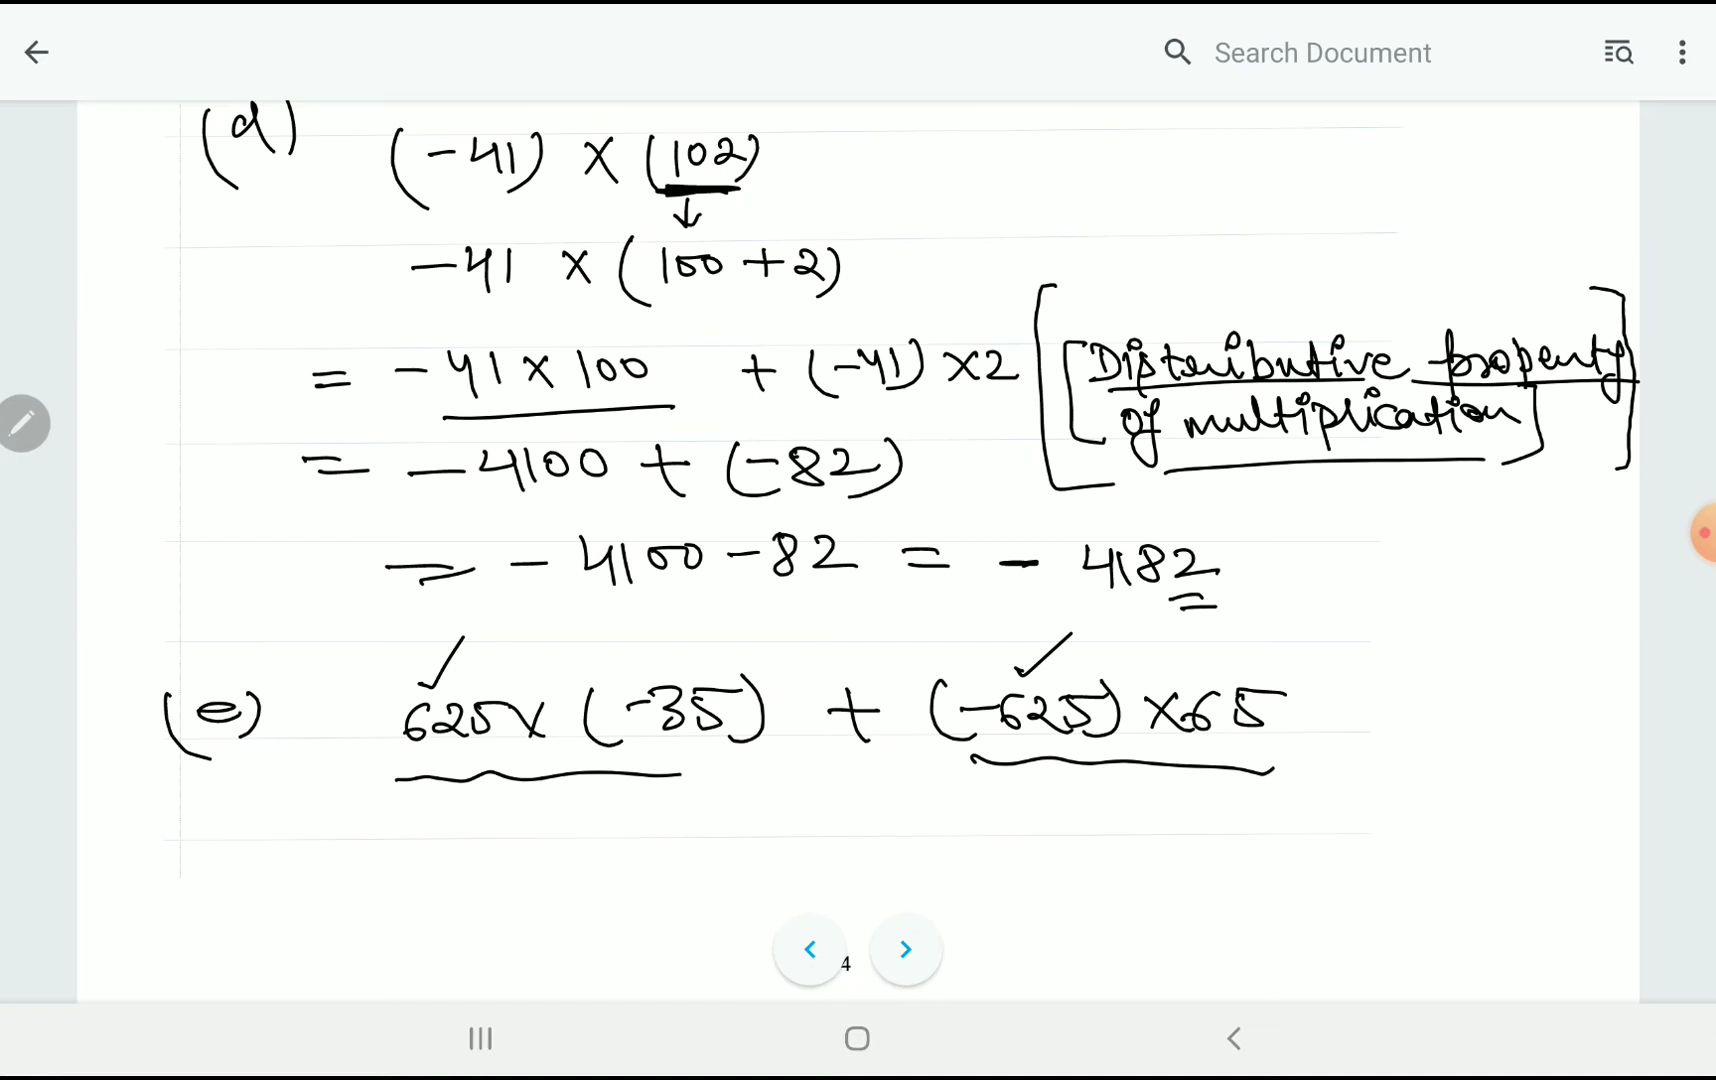 Search Document
(d) (-41) × (102)
↓
-41 × (100 + 2)
= -41 × 100 + (-41) × 2 [[Distributive property
of multiplication]]
= -4100 + (-82)
= -4100 - 82 = -4182
(e) 625 × (-35) + (-625) × 65
4